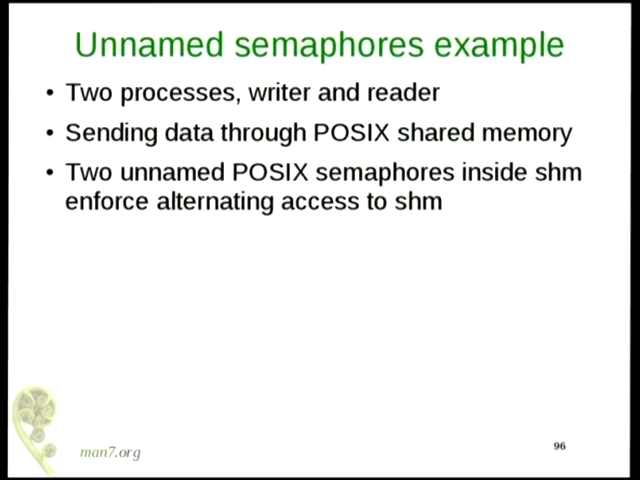 Unnamed semaphores example
• Two processes, writer and reader
• Sending data through POSIX shared memory
• Two unnamed POSIX semaphores inside shm
enforce alternating access to shm
man7.org
96